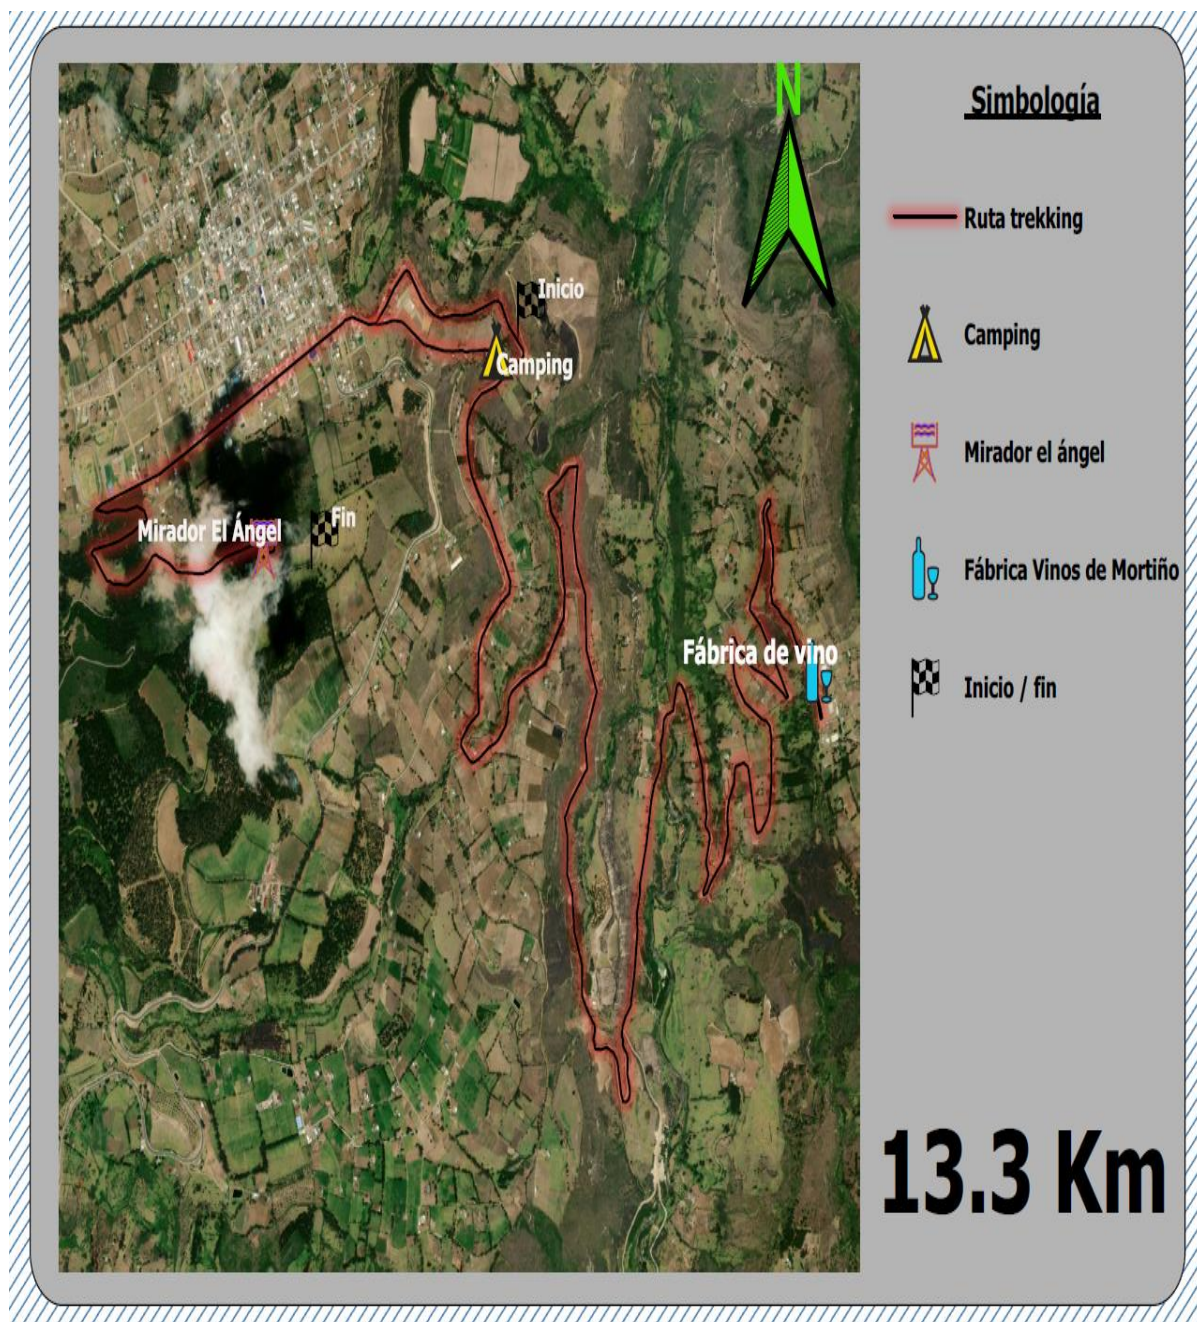 N
Inicio
Camping
Mirador El Ángel
Fin
Fábrica de vino
Simbología
Ruta trekking
Camping
Mirador el ángel
Fábrica Vinos de Mortiño
Inicio / fin
13.3 Km